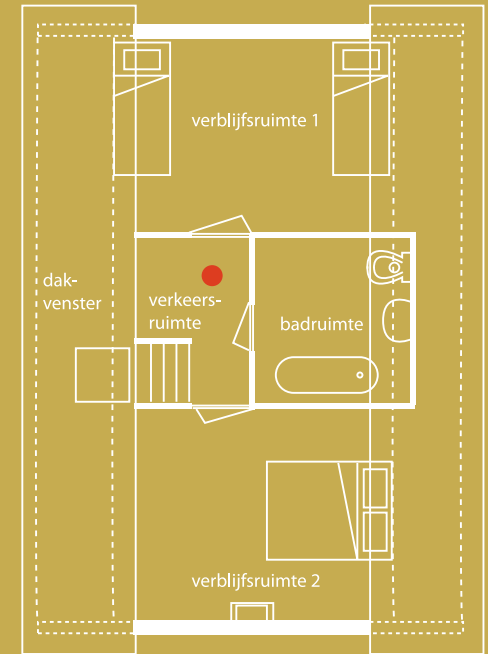 verblijfsruimte 1
dak-
venster
verkeers-
ruimte
badruimte
verblijfsruimte 2